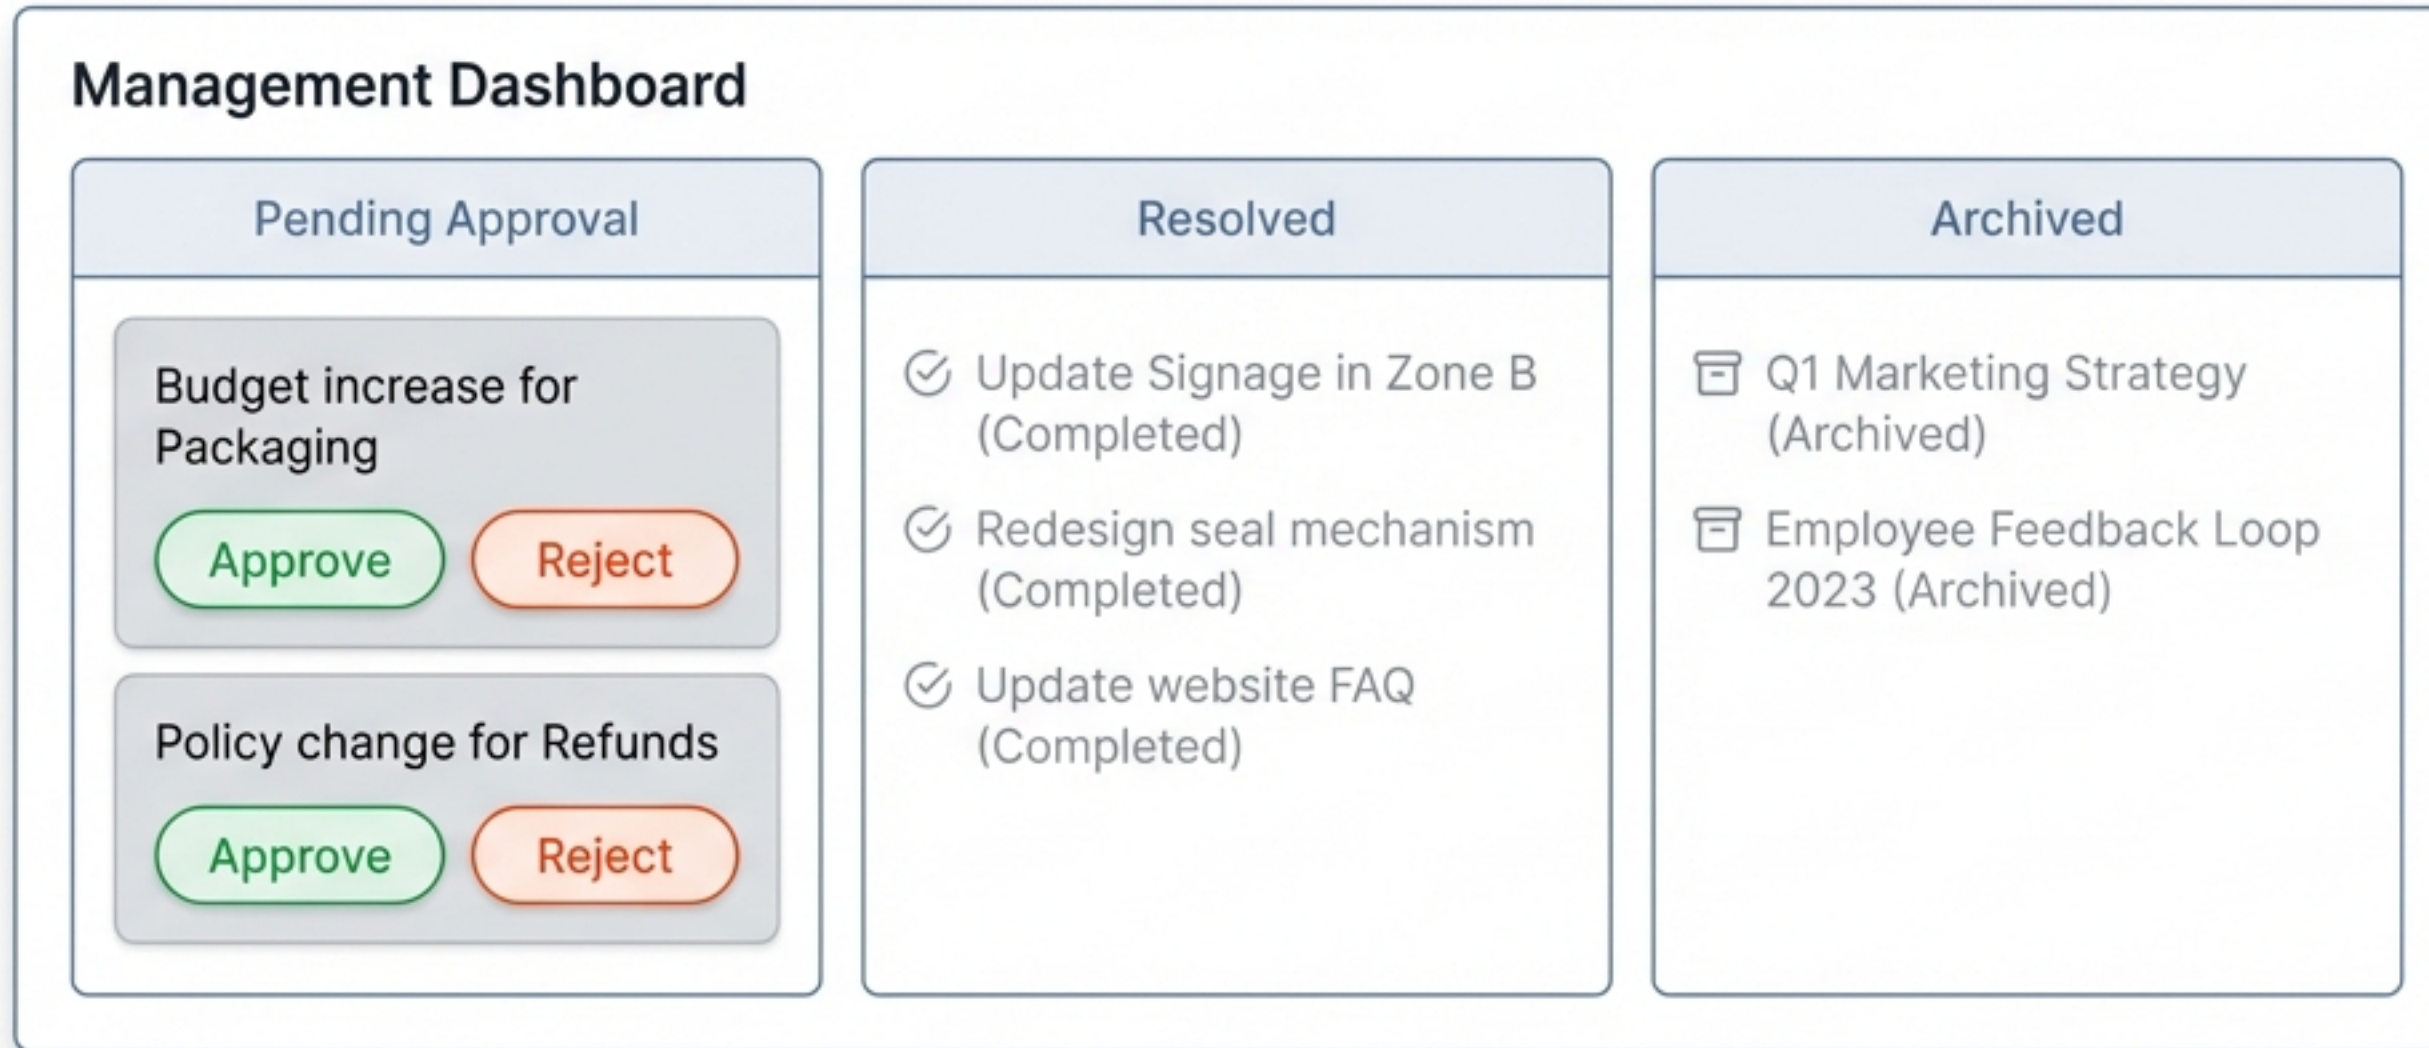 Management Dashboard
Pending Approval
Budget increase for
Packaging
Approve
Reject
Policy change for Refunds
Approve
Reject
Resolved
Update Signage in Zone B
(Completed)
Redesign seal mechanism
(Completed)
Update website FAQ
(Completed)
Archived
Q1 Marketing Strategy
(Archived)
Employee Feedback Loop
2023 (Archived)